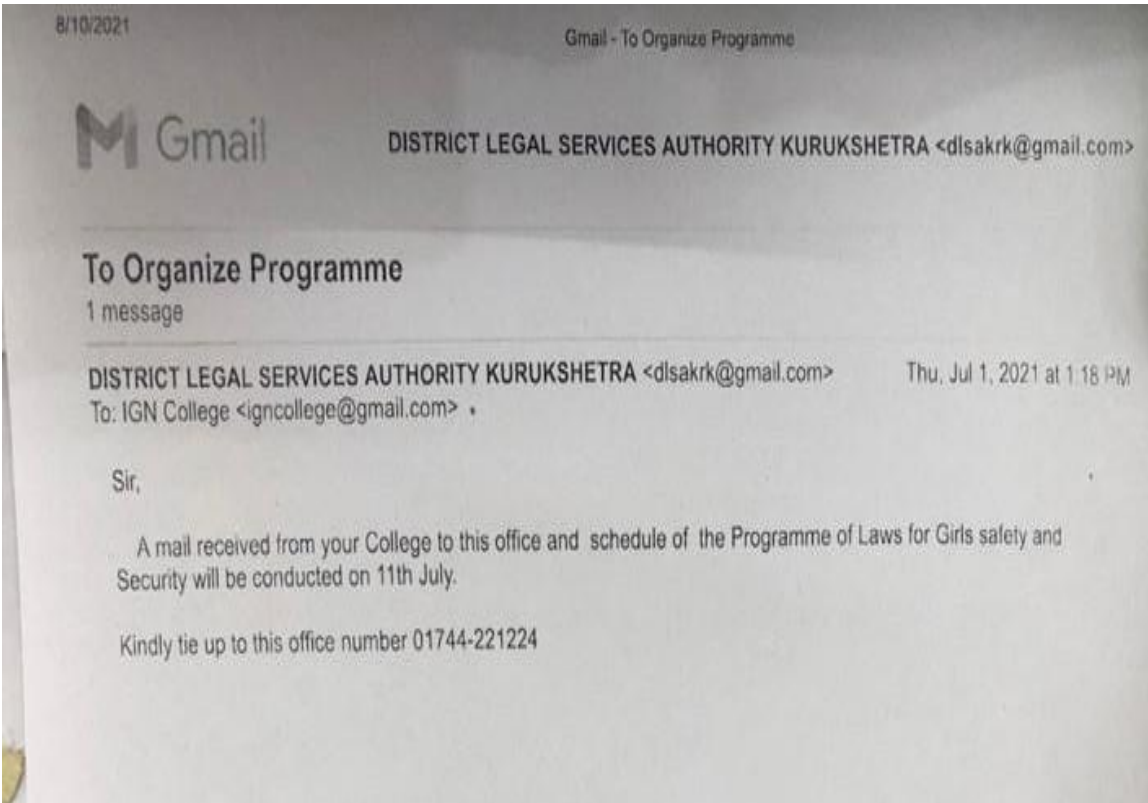 8/10/2021
Gmail - To Organize Programme
M Gmail
DISTRICT LEGAL SERVICES AUTHORITY KURUKSHETRA <dlsakrk@gmail.com>
To Organize Programme
1 message
DISTRICT LEGAL SERVICES AUTHORITY KURUKSHETRA <dlsakrk@gmail.com>
Thu, Jul 1, 2021 at 1:18 PM
To: IGN College <igncollege@gmail.com>
Sir,
A mail received from your College to this office and schedule of the Programme of Laws for Girls safety and
Security will be conducted on 11th July.
Kindly tie up to this office number 01744-221224